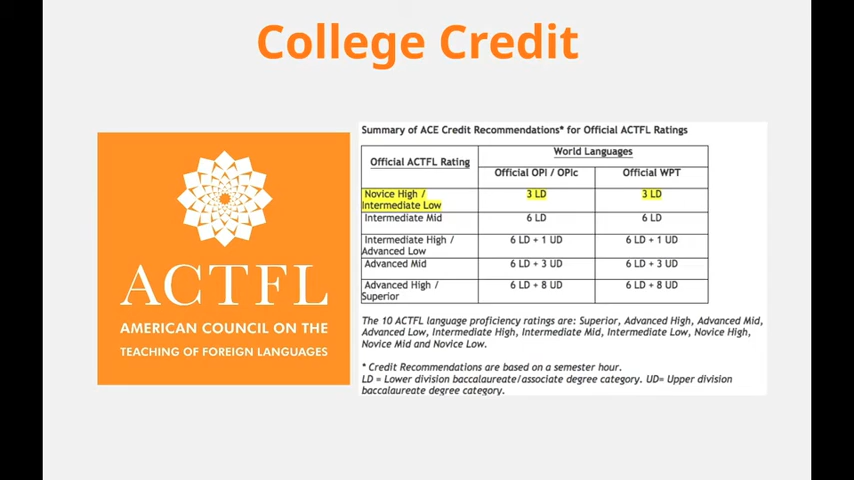 College Credit
ACTFL
AMERICAN COUNCIL ON THE
TEACHING OF FOREIGN LANGUAGES
Summary of ACE Credit Recommendations* for Official ACTFL Ratings
Official ACTFL Rating
World Languages
Official OPI / OPIc
Official WPT
Novice High /
Intermediate Low
3 LD
3 LD
Intermediate Mid
6 LD
6 LD
Intermediate High /
Advanced Low
6 LD + 1 UD
6 LD + 1 UD
Advanced Mid
6 LD + 3 UD
6 LD + 3 UD
Advanced High /
Superior
6 LD + 8 UD
6 LD + 8 UD
The 10 ACTFL language proficiency ratings are: Superior, Advanced High, Advanced Mid,
Advanced Low, Intermediate High, Intermediate Mid, Intermediate Low, Novice High,
Novice Mid and Novice Low.
* Credit Recommendations are based on a semester hour.
LD = Lower division baccalaureate/associate degree category. UD= Upper division
baccalaureate degree category.